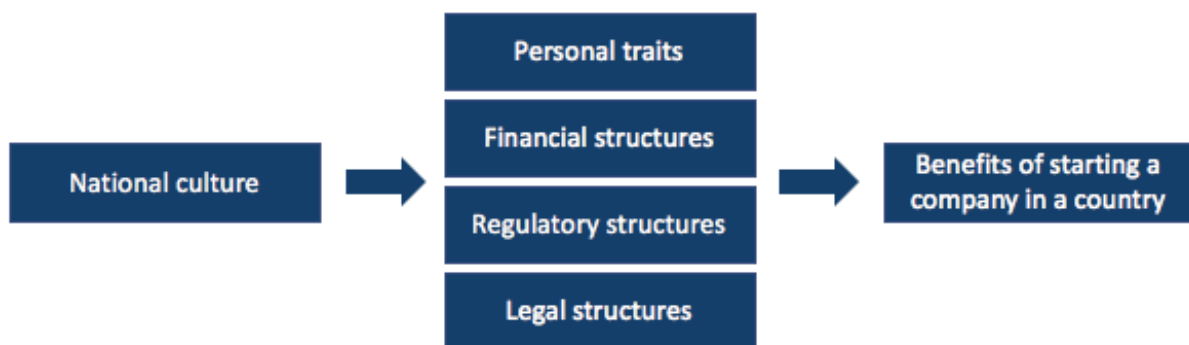 National culture
Personal traits
Financial structures
Regulatory structures
Legal structures
Benefits of starting a
company in a country